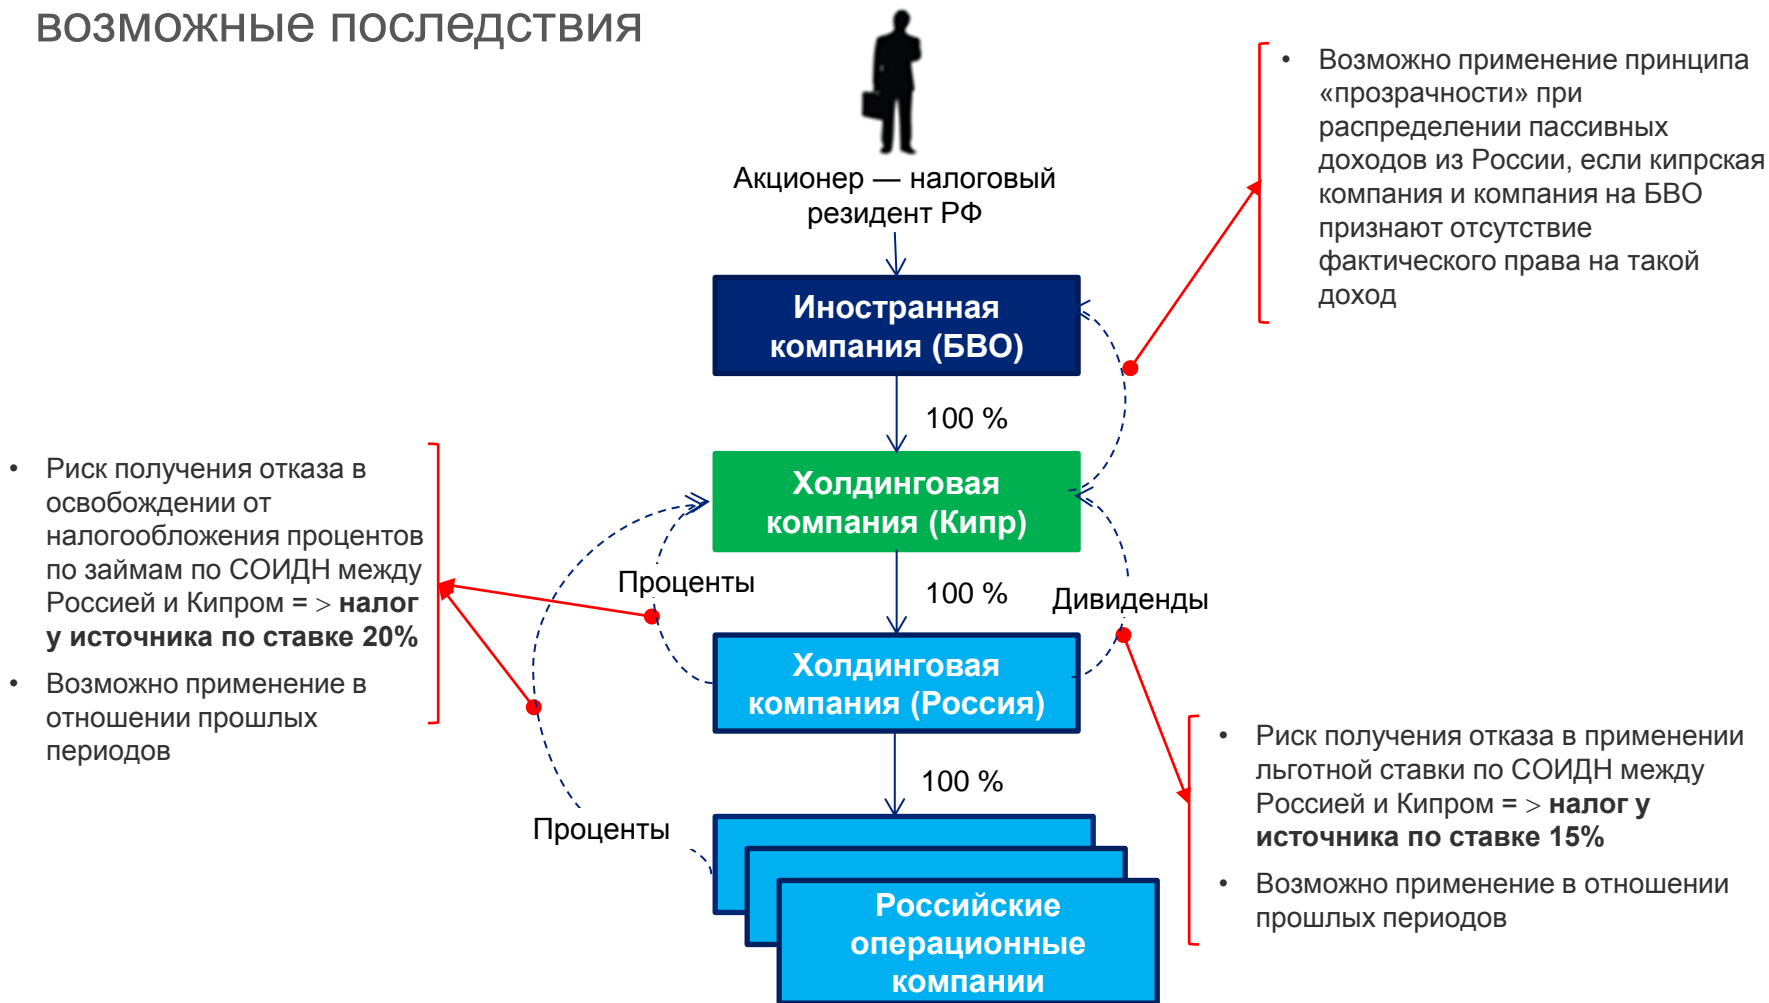 возможные последствия
Акционер — налоговый
резидент РФ
• Возможно применение принципа
«прозрачности» при
распределении пассивных
доходов из России, если кипрская
компания и компания на БВО
признают отсутствие
фактического права на такой
доход
Иностранная
компания (БВО)
100 %
• Риск получения отказа в
освобождении от
налогообложения процентов
по займам по СОИДН между
Россией и Кипром = > налог
у источника по ставке 20%
• Возможно применение в
отношении прошлых
периодов
Холдинговая
компания (Кипр)
Проценты
100 %
Дивиденды
Холдинговая
компания (Россия)
100 %
Проценты
• Риск получения отказа в применении
льготной ставки по СОИДН между
Россией и Кипром = > налог у
источника по ставке 15%
• Возможно применение в отношении
прошлых периодов
Российские
операционные
компании